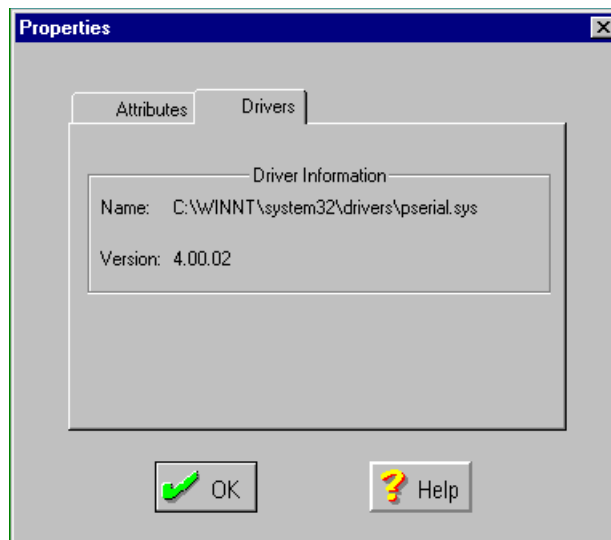 Properties
Attributes Drivers
Driver Information
Name: C:\WINNT\system32\drivers\pserial.sys
Version: 4.00.02
OK Help